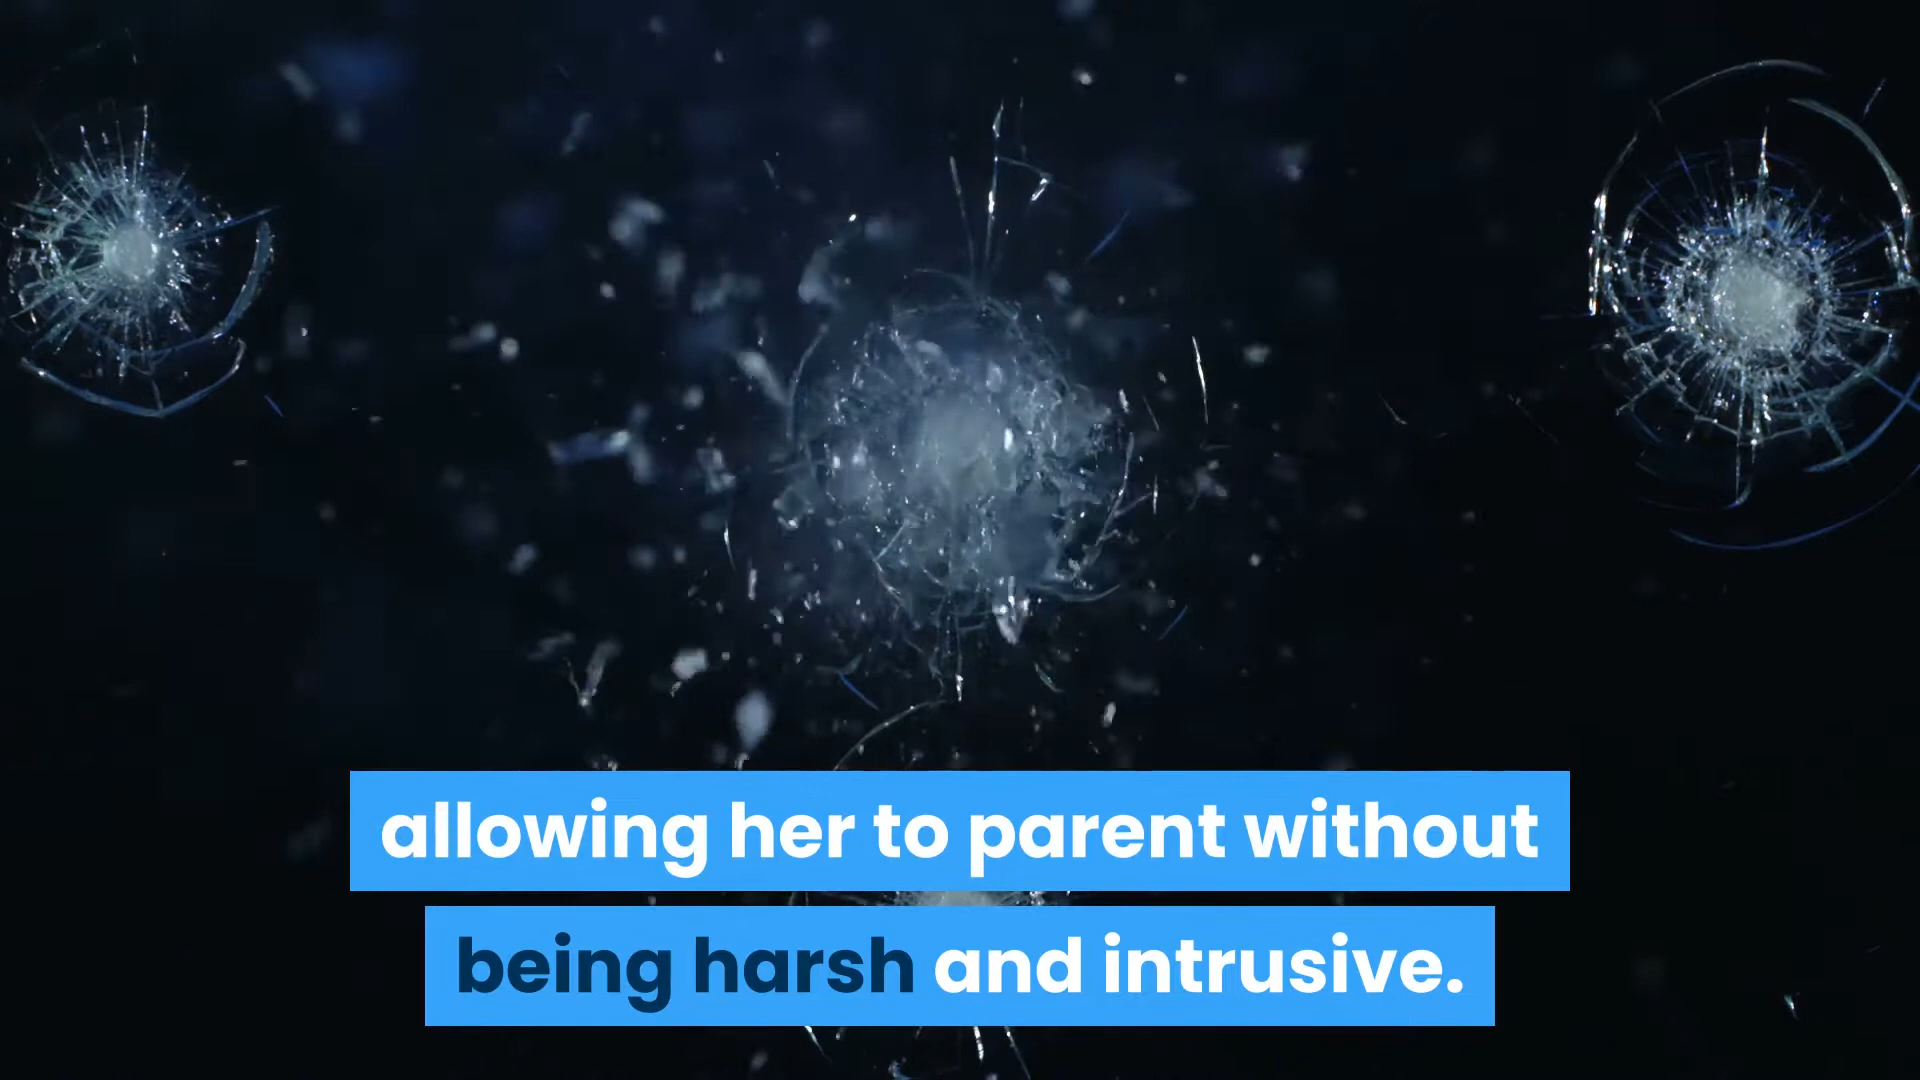 allowing her to parent without
being harsh and intrusive.